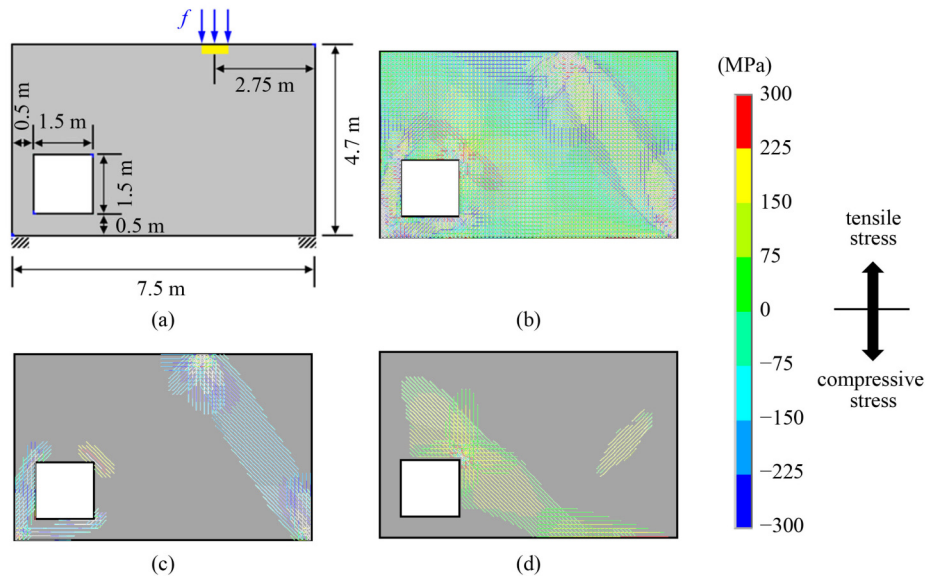 f
2.75 m
0.5 m
1.5 m
1.5 m
0.5 m
4.7 m
7.5 m
(a)
(b)
(c)
(d)
(MPa)
300
225
150
75
0
−75
−150
−225
−300
tensile
stress
compressive
stress